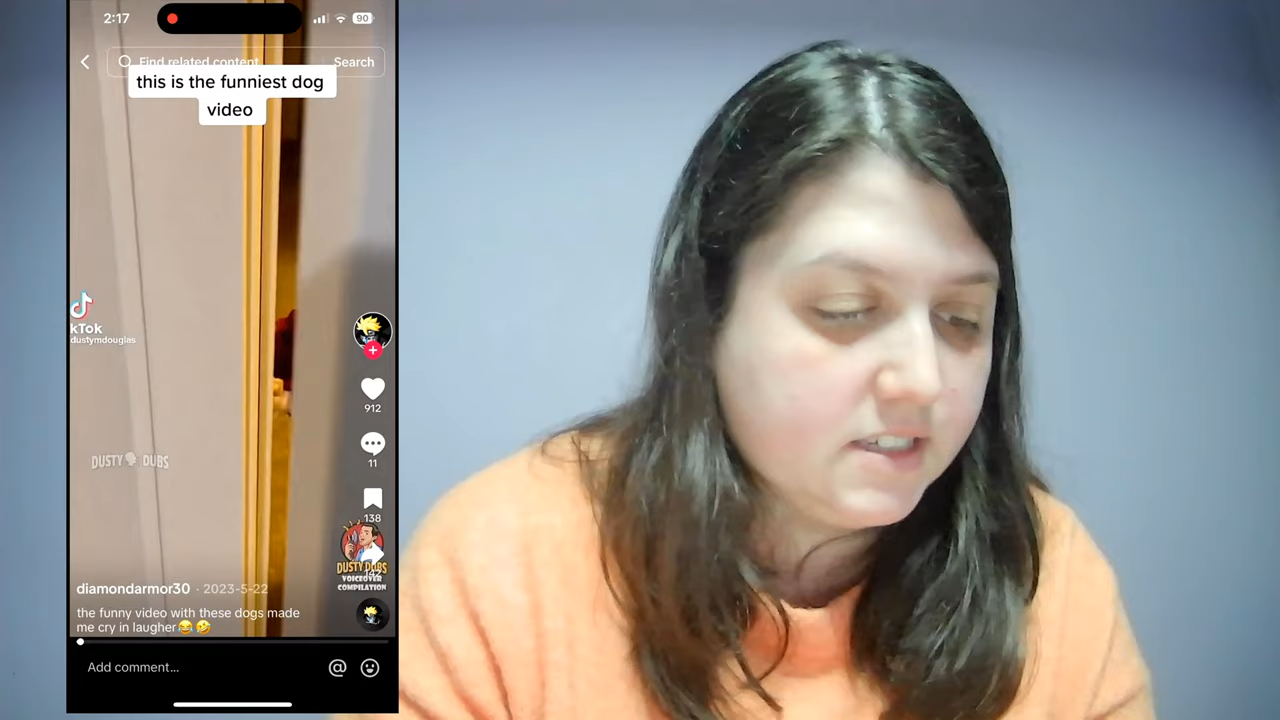 2:17
90
Find related content
Search
this is the funniest dog
video
kTok
dustymdouglas
912
DUSTY DUBS
11
138
DUSTY DUBS
VOICEOVER
COMPILATION
diamondarmor30 · 2023-5-22
the funny video with these dogs made
me cry in laugher😂🤣
Add comment...
@